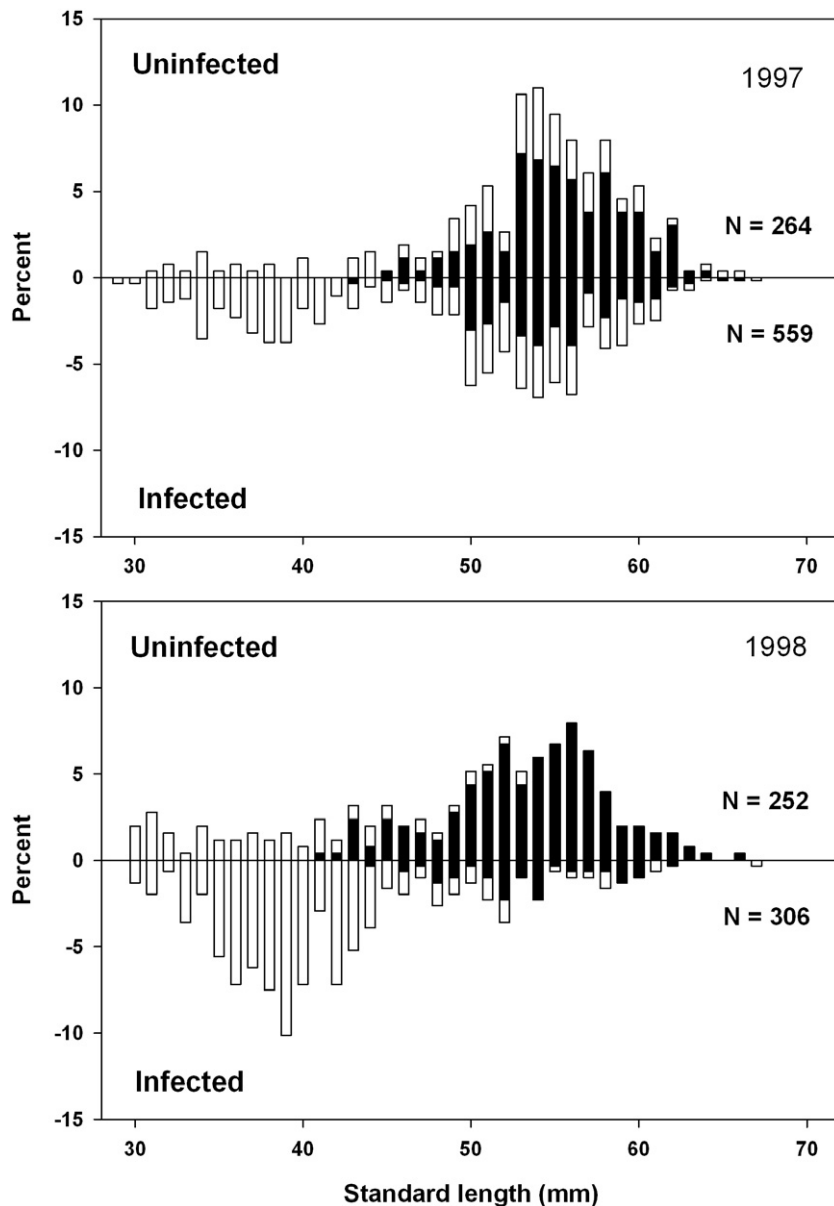 15
Uninfected 1997
10
5
N = 264
0
Percent
N = 559
-5
-10
Infected
-15
30 40 50 60 70
15
Uninfected 1998
10
5
N = 252
0
Percent
N = 306
-5
-10
Infected
-15
30 40 50 60 70
Standard length (mm)